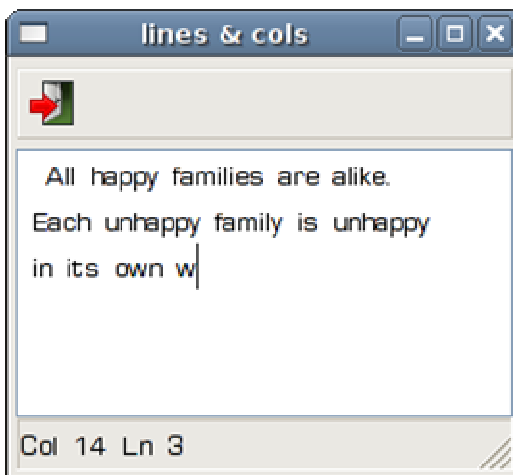 lines & cols
All happy families are alike.
Each unhappy family is unhappy
in its own w
Col 14 Ln 3